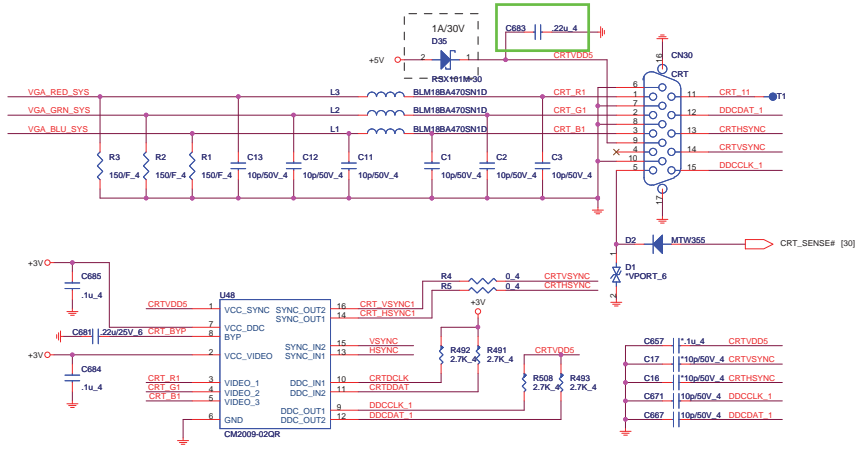 1A/30V
C683 .22u_4
D35
+5V 2 1 CRTVDD5
RSX101M-30
CN30
CRT
16
VGA_RED_SYS L3 BLM18BA470SN1D CRT_R1
VGA_GRN_SYS L2 BLM18BA470SN1D CRT_G1
VGA_BLU_SYS L1 BLM18BA470SN1D CRT_B1
6
1
7
2
8
3
9
4
10
5
11 CRT_11 T1
12 DDCDAT_1
13 CRTHSYNC
14 CRTVSYNC
15 DDCCLK_1
17
R3
150/F_4
R2
150/F_4
R1
150/F_4
C13
10p/50V_4
C12
10p/50V_4
C11
10p/50V_4
C1
10p/50V_4
C2
10p/50V_4
C3
10p/50V_4
D2 MTW355 CRT_SENSE# [30]
1
D1
*VPORT_6
2
+3V
C685
.1u_4
U48
CRTVDD5 1 VCC_SYNC SYNC_OUT2 16 CRT_VSYNC1 R4 0_4 CRTVSYNC
SYNC_OUT1 14 CRT_HSYNC1 R5 0_4 CRTHSYNC
7 VCC_DDC
C681 .22u/25V_6 CRT_BYP 8 BYP
+3V
SYNC_IN2 15 VSYNC
SYNC_IN1 13 HSYNC
+3V 2 VCC_VIDEO
C684
.1u_4
R492
2.7K_4
R491
2.7K_4
CRTVDD5
R508
2.7K_4
R493
2.7K_4
CRT_R1 3 VIDEO_1 DDC_IN1 10 CRTDCLK
CRT_G1 4 VIDEO_2 DDC_IN2 11 CRTDDAT
CRT_B1 5 VIDEO_3
DDC_OUT1 9 DDCCLK_1
6 GND DDC_OUT2 12 DDCDAT_1
CM2009-02QR
C657 *.1u_4 CRTVDD5
C17 *10p/50V_4 CRTVSYNC
C16 *10p/50V_4 CRTHSYNC
C671 10p/50V_4 DDCCLK_1
C667 10p/50V_4 DDCDAT_1